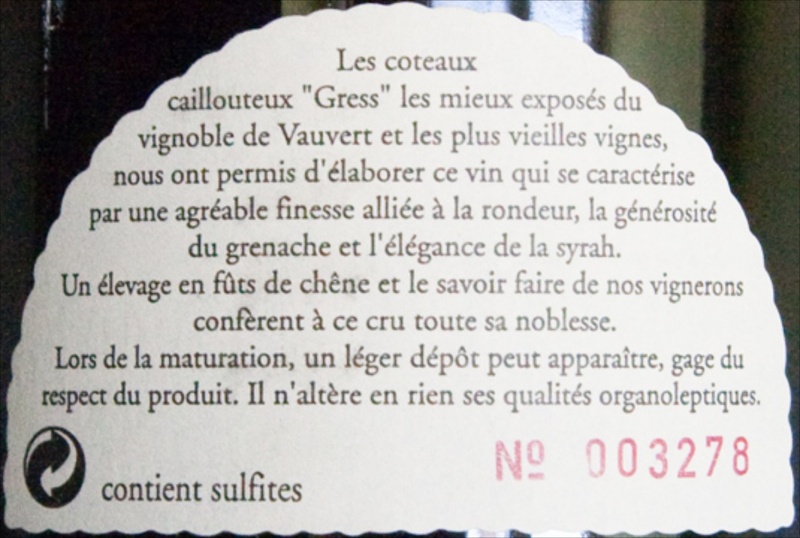 Les coteaux
caillouteux "Gress" les mieux exposés du
vignoble de Vauvert et les plus vieilles vignes,
nous ont permis d'élaborer ce vin qui se caractérise
par une agréable finesse alliée à la rondeur, la générosité
du grenache et l'élégance de la syrah.
Un élevage en fûts de chêne et le savoir faire de nos vignerons
confèrent à ce cru toute sa noblesse.
Lors de la maturation, un léger dépôt peut apparaître, gage du
respect du produit. Il n'altère en rien ses qualités organoleptiques.
contient sulfites
Nº 003278